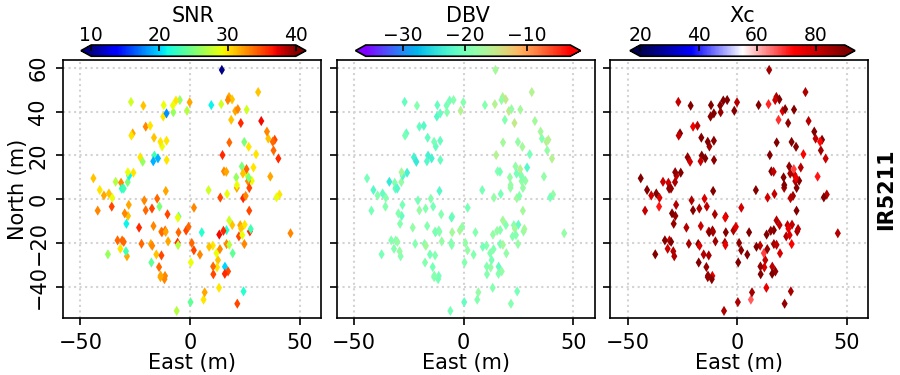 SNR DBV Xc
10 20 30 40 −30 −20 −10 20 40 60 80
60
40
20
0
−20
−40
North (m)
−50 0 50 −50 0 50 −50 0 50
East (m) East (m) East (m)
IR5211